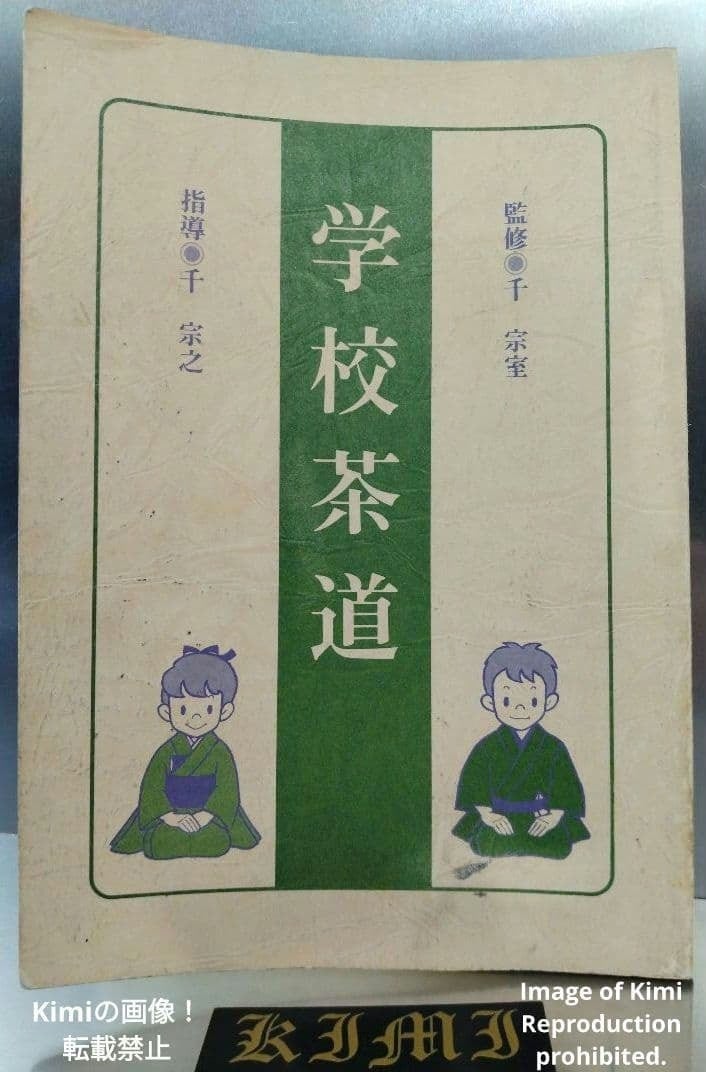 監修◉千 宗室
学校茶道
指導◉千 宗之
Kimiの画像！
転載禁止
KIMI
Image of Kimi
Reproduction
prohibited.